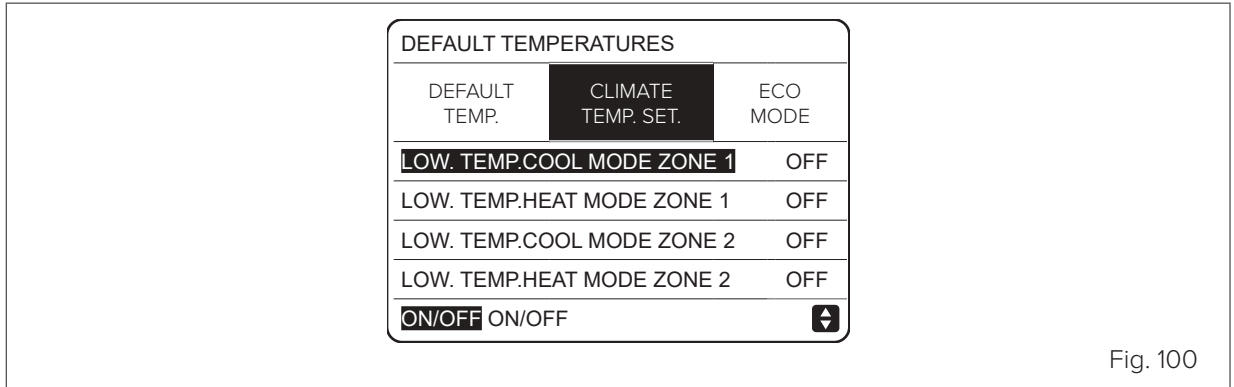 DEFAULT TEMPERATURES
DEFAULT TEMP.
CLIMATE TEMP. SET.
ECO MODE
LOW. TEMP.COOL MODE ZONE 1 OFF
LOW. TEMP.HEAT MODE ZONE 1 OFF
LOW. TEMP.COOL MODE ZONE 2 OFF
LOW. TEMP.HEAT MODE ZONE 2 OFF
ON/OFF ON/OFF
Fig. 100